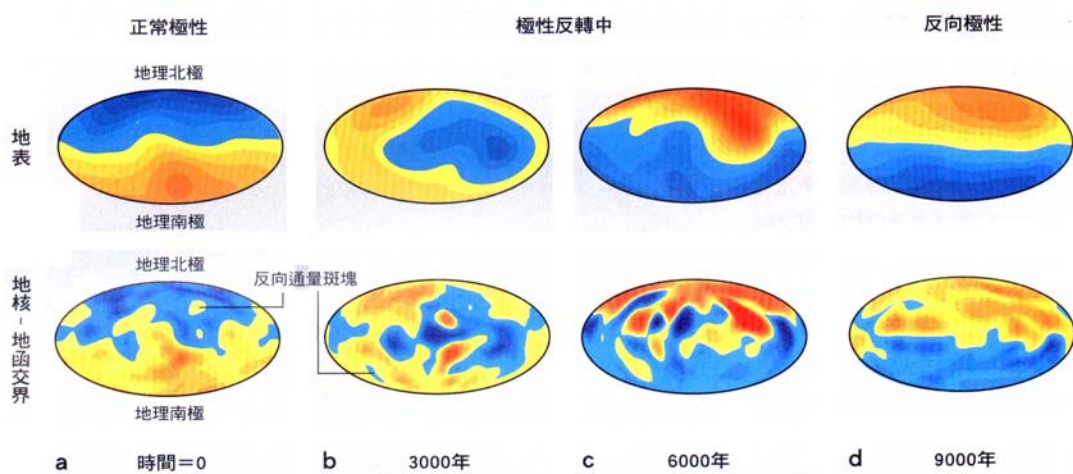 正常極性
極性反轉中
反向極性
地理北極
地表
地理南極
地理北極
反向通量斑塊
地核-地函交界
地理南極
a 時間=0
b 3000年
c 6000年
d 9000年